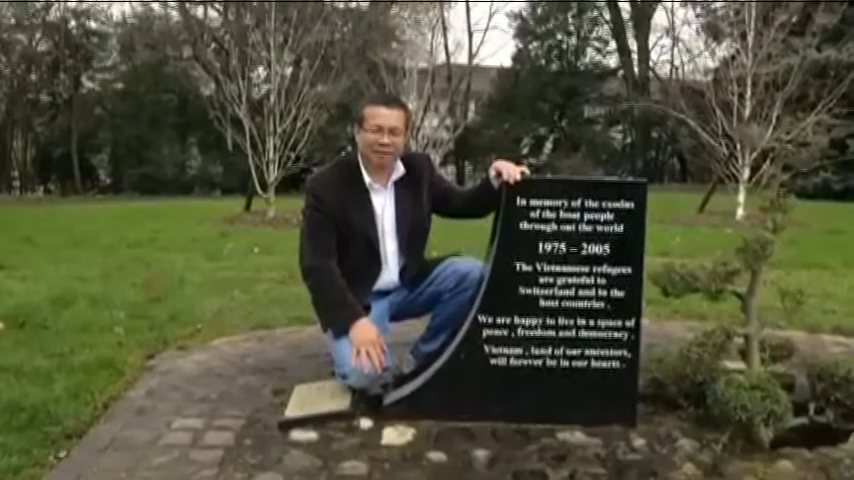 In memory of the exodus
of the boat people
through out the world
1975 – 2005
The Vietnamese refugees
are grateful to
Switzerland and to the
host countries .
We are happy to live in a space of
peace , freedom and democracy .
Vietnam , land of our ancestors,
will forever be in our hearts .